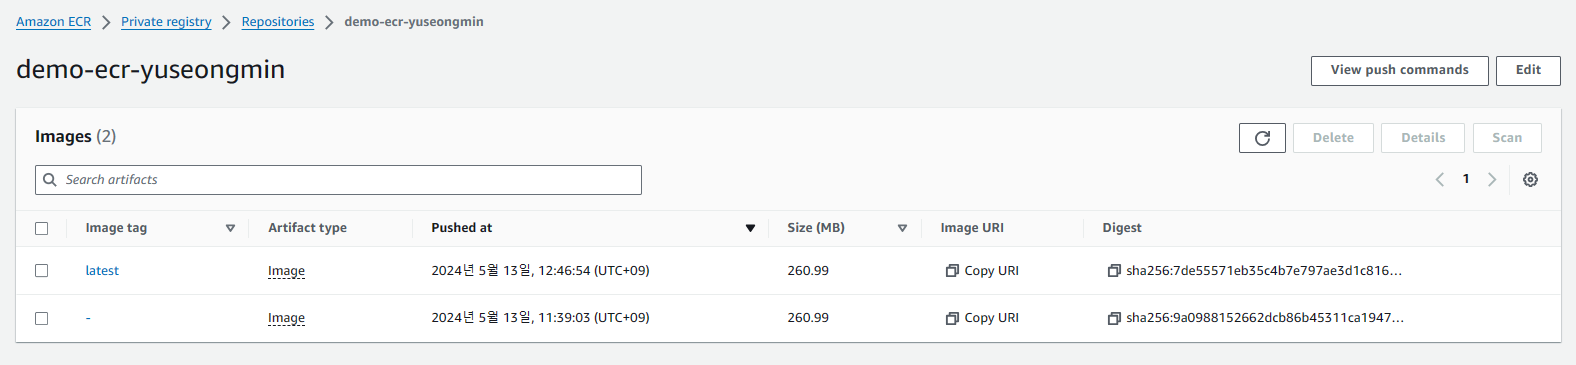 Amazon ECR > Private registry > Repositories > demo-ecr-yuseongmin
demo-ecr-yuseongmin
View push commands Edit
Images (2)
Delete Details Scan
Search artifacts
1
Image tag Artifact type Pushed at Size (MB) Image URI Digest
latest Image 2024년 5월 13일, 12:46:54 (UTC+09) 260.99 Copy URI sha256:7de55571eb35c4b7e797ae3d1c816...
- Image 2024년 5월 13일, 11:39:03 (UTC+09) 260.99 Copy URI sha256:9a0988152662dcb86b45311ca1947...